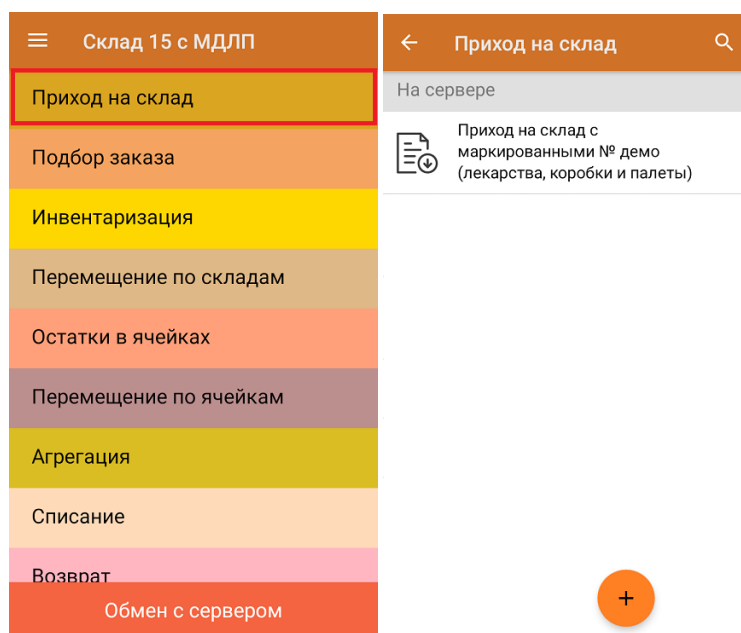 Склад 15 с МДЛП
Приход на склад
Подбор заказа
Инвентаризация
Перемещение по складам
Остатки в ячейках
Перемещение по ячейкам
Агрегация
Списание
Возврат
Обмен с сервером
Приход на склад
На сервере
Приход на склад с
маркированными № демо
(лекарства, коробки и палеты)
+